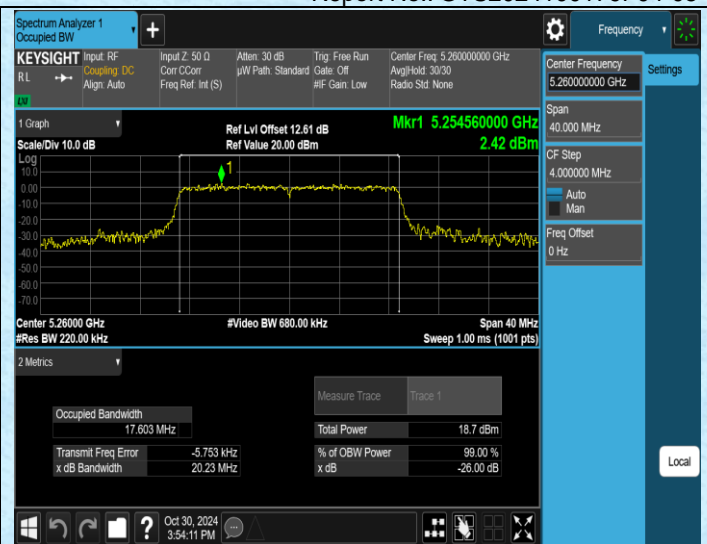 Spectrum Analyzer 1
Occupied BW
+
Frequency
KEYSIGHT
RL
Input: RF
Coupling: DC
Align: Auto
Input Z: 50 Ω
Corr CCorr
Freq Ref: Int (S)
Atten: 30 dB
µW Path: Standard
Trig: Free Run
Gate: Off
#IF Gain: Low
Center Freq: 5.260000000 GHz
Avg|Hold: 30/30
Radio Std: None
Center Frequency
5.260000000 GHz
Settings
Span
40.000 MHz
CF Step
4.000000 MHz
Auto
Man
Freq Offset
0 Hz
1 Graph
Scale/Div 10.0 dB
Ref Lvl Offset 12.61 dB
Ref Value 20.00 dBm
Mkr1 5.254560000 GHz
2.42 dBm
Log
10.0
0.00
-10.0
-20.0
-30.0
-40.0
-50.0
-60.0
-70.0
1
Center 5.26000 GHz
#Res BW 220.00 kHz
#Video BW 680.00 kHz
Span 40 MHz
Sweep 1.00 ms (1001 pts)
2 Metrics
Measure Trace
Trace 1
Occupied Bandwidth
17.603 MHz
Total Power
18.7 dBm
Transmit Freq Error
-5.753 kHz
% of OBW Power
99.00 %
x dB Bandwidth
20.23 MHz
x dB
-26.00 dB
Local
?
Oct 30, 2024
3:54:11 PM